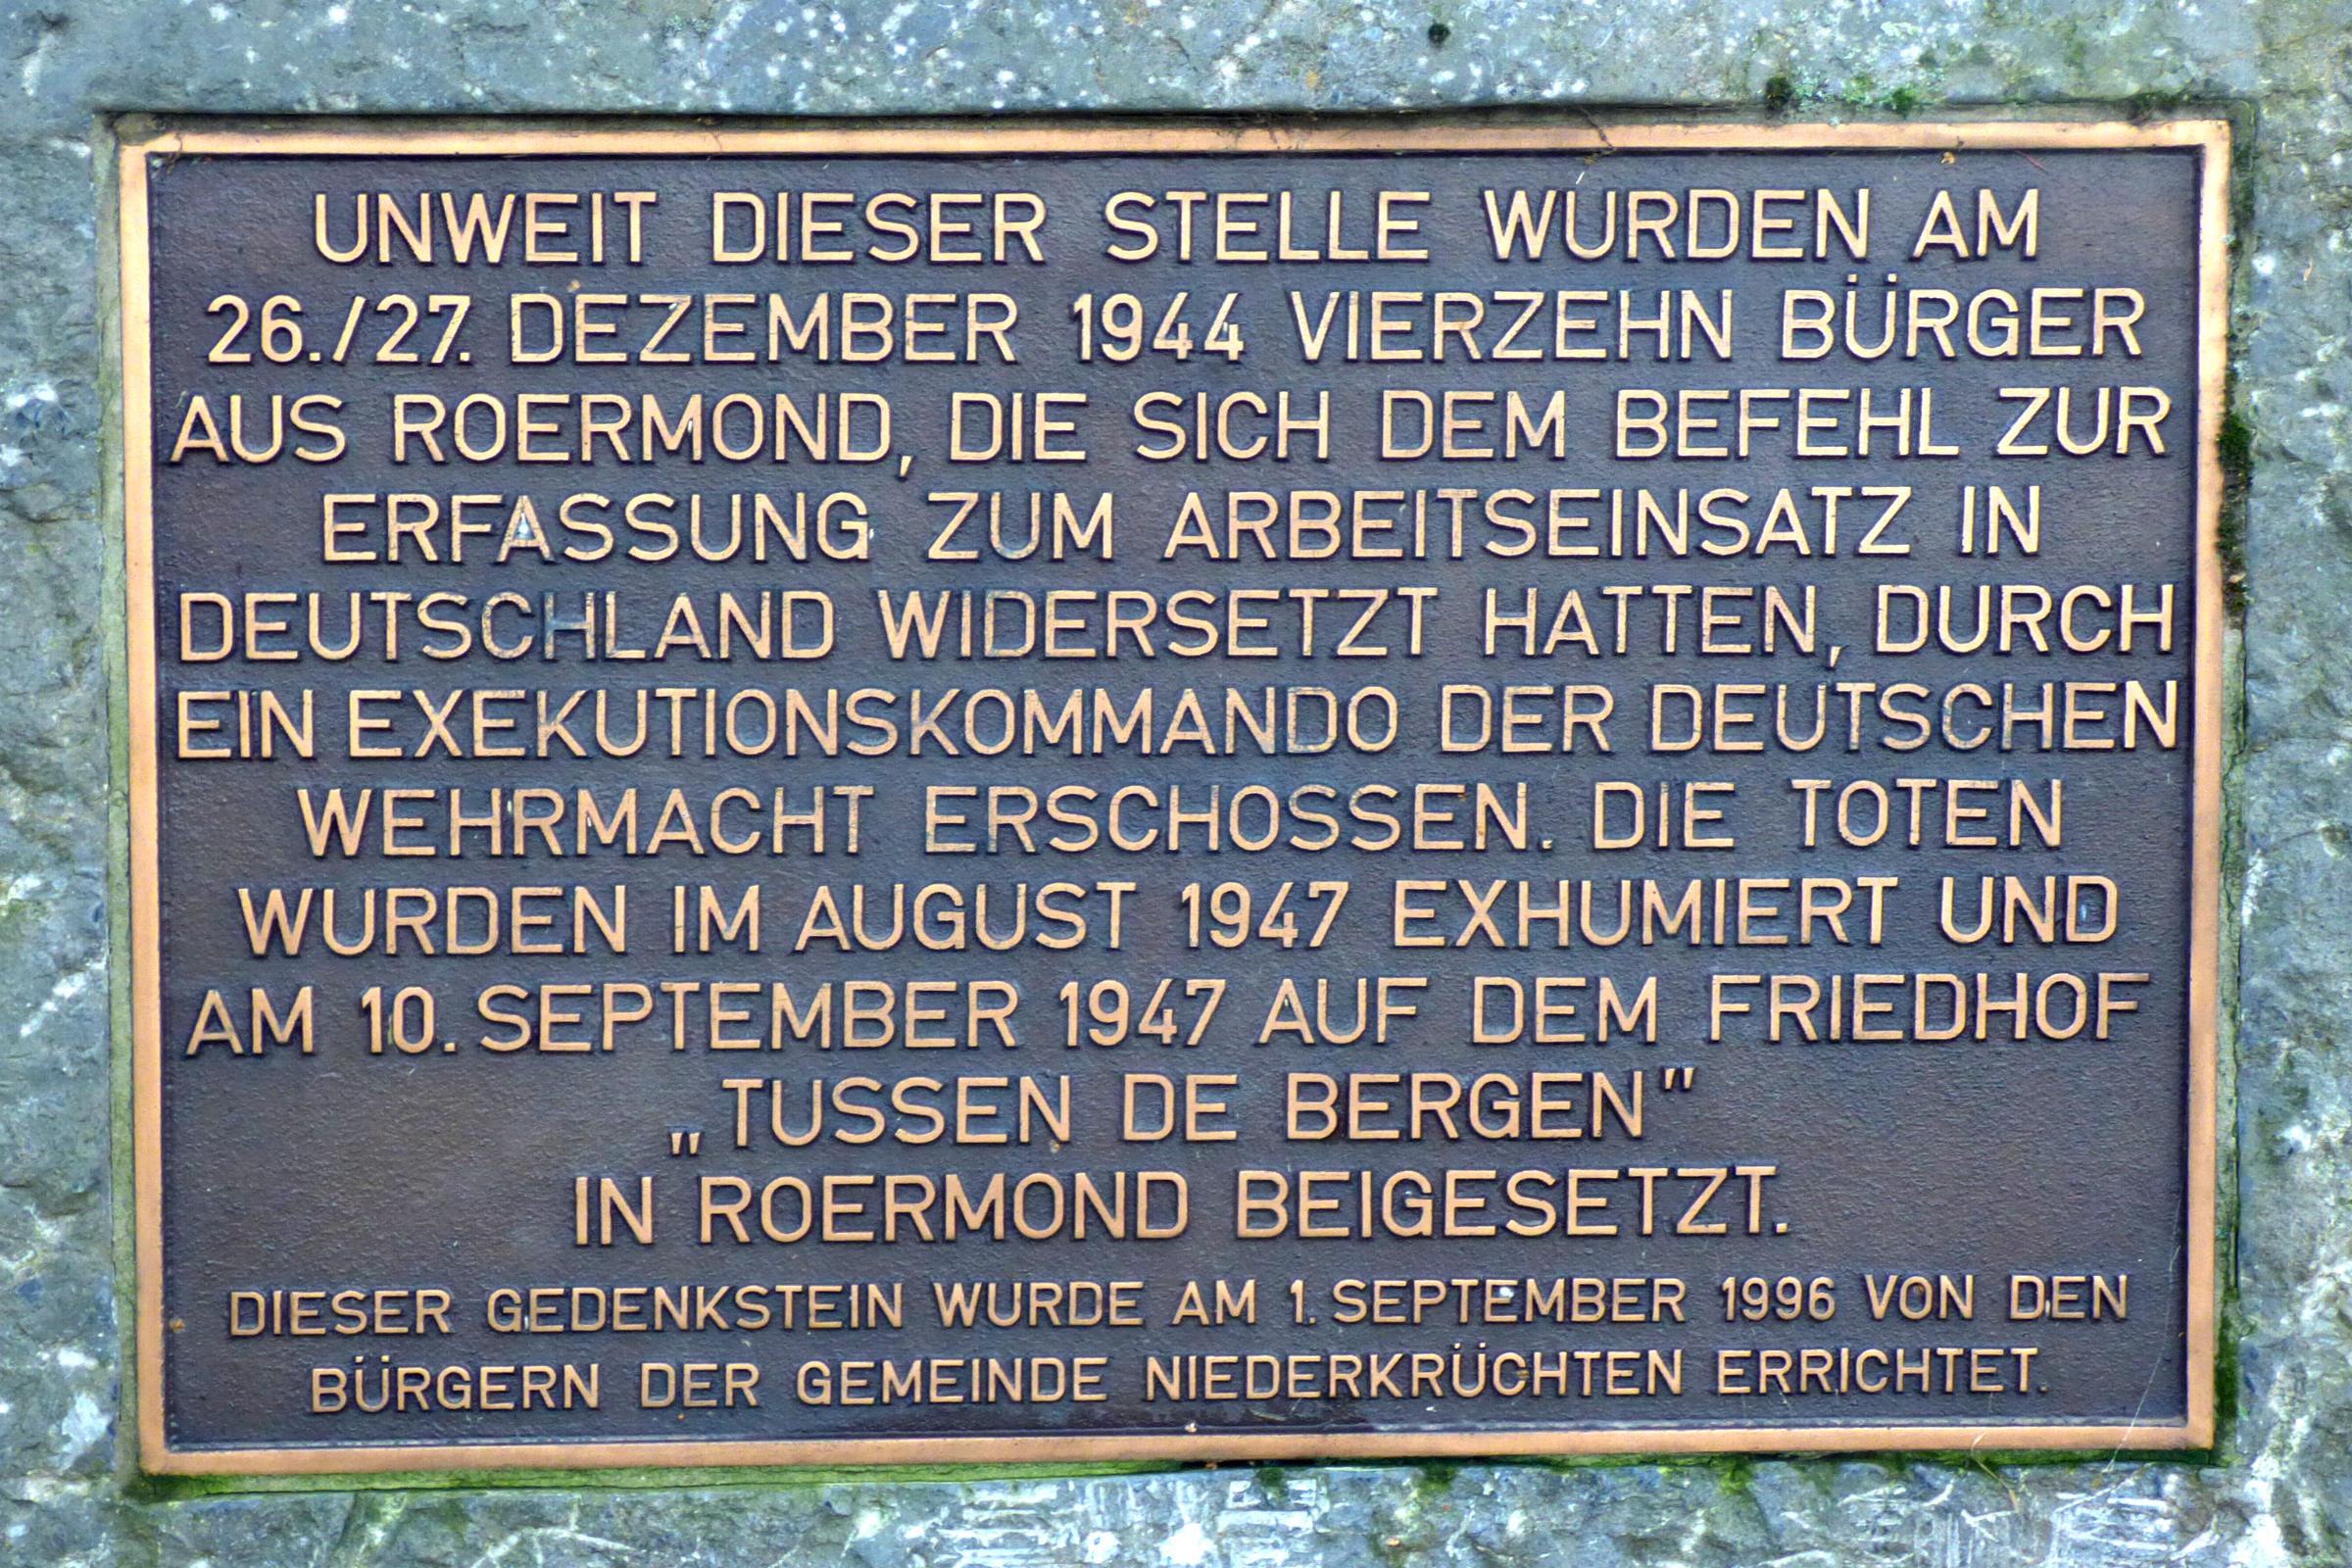 UNWEIT DIESER STELLE WURDEN AM
26./27. DEZEMBER 1944 VIERZEHN BÜRGER
AUS ROERMOND, DIE SICH DEM BEFEHL ZUR
ERFASSUNG ZUM ARBEITSEINSATZ IN
DEUTSCHLAND WIDERSETZT HATTEN, DURCH
EIN EXEKUTIONSKOMMANDO DER DEUTSCHEN
WEHRMACHT ERSCHOSSEN. DIE TOTEN
WURDEN IM AUGUST 1947 EXHUMIERT UND
AM 10. SEPTEMBER 1947 AUF DEM FRIEDHOF
„TUSSEN DE BERGEN"
IN ROERMOND BEIGESETZT.
DIESER GEDENKSTEIN WURDE AM 1. SEPTEMBER 1996 VON DEN
BÜRGERN DER GEMEINDE NIEDERKRÜCHTEN ERRICHTET.